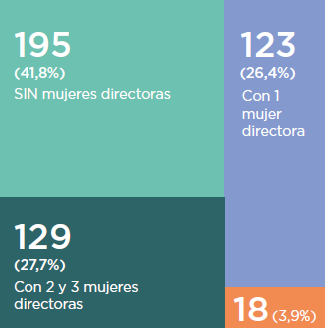 195
(41,8%)
SIN mujeres directoras
123
(26,4%)
Con 1
mujer
directora
129
(27,7%)
Con 2 y 3 mujeres
directoras
18 (3,9%)